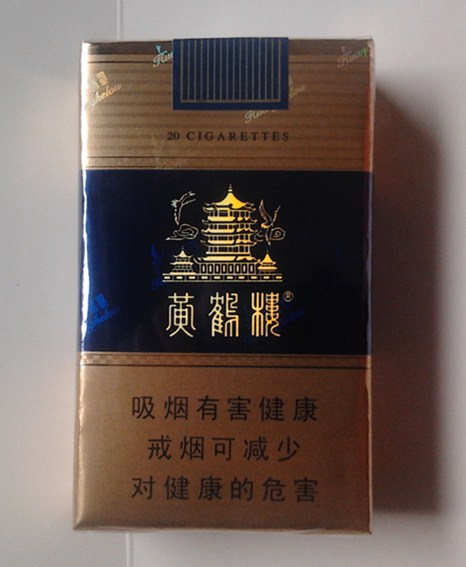 20 CIGARETTES
黄鹤楼®
吸烟有害健康
戒烟可减少
对健康的危害